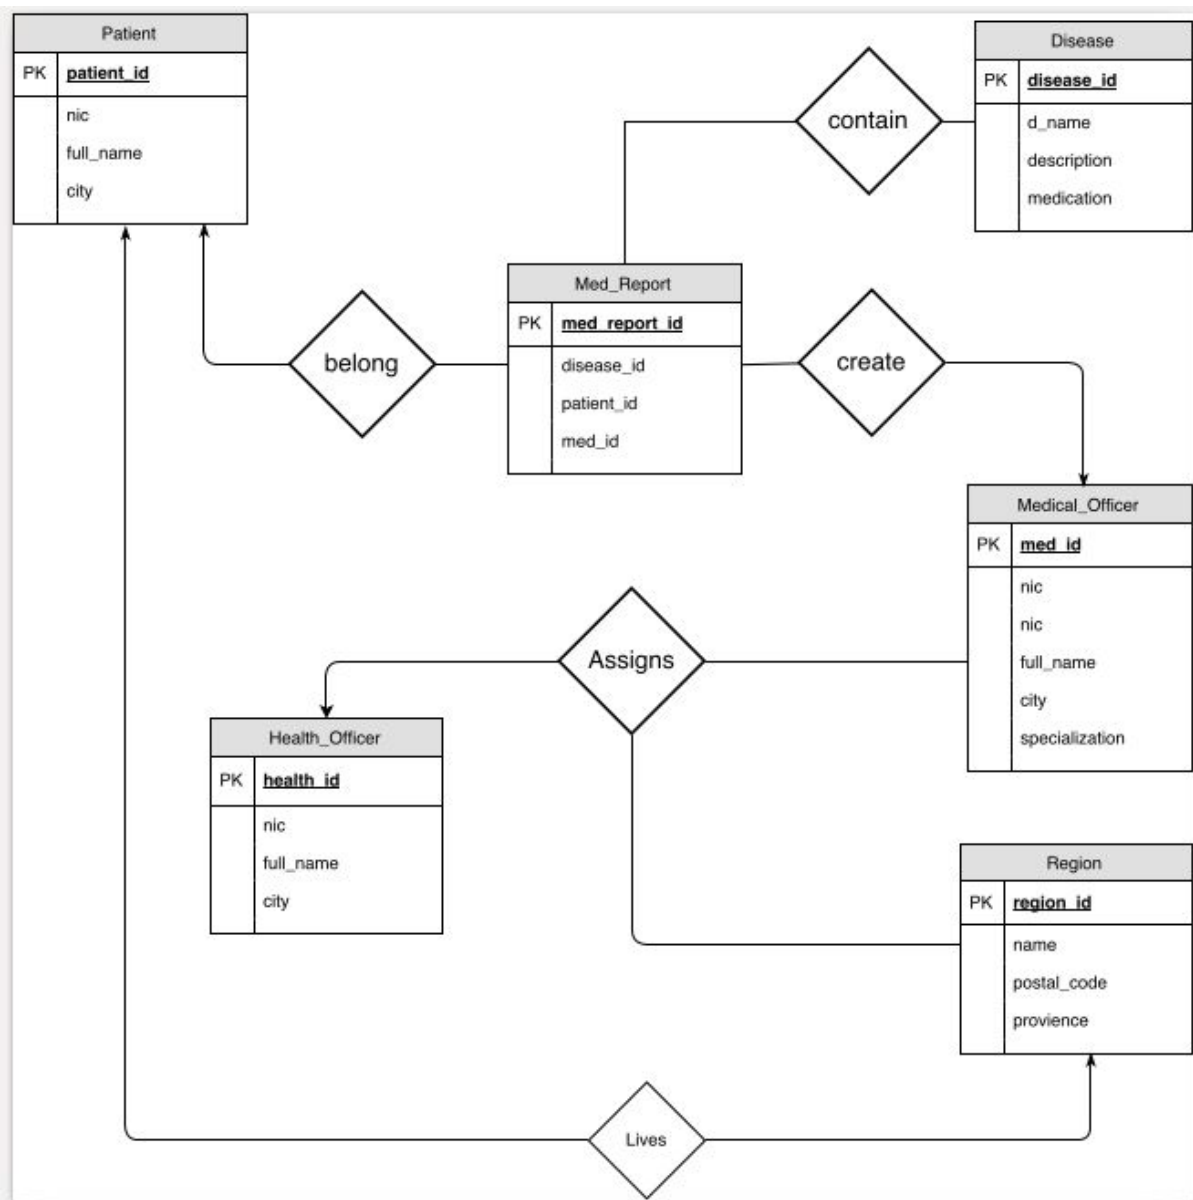 Patient
PK patient_id
nic
full_name
city
contain
Disease
PK disease_id
d_name
description
medication
belong
Med_Report
PK med_report_id
disease_id
patient_id
med_id
create
Medical_Officer
PK med_id
nic
nic
full_name
city
specialization
Assigns
Health_Officer
PK health_id
nic
full_name
city
Region
PK region_id
name
postal_code
provience
Lives